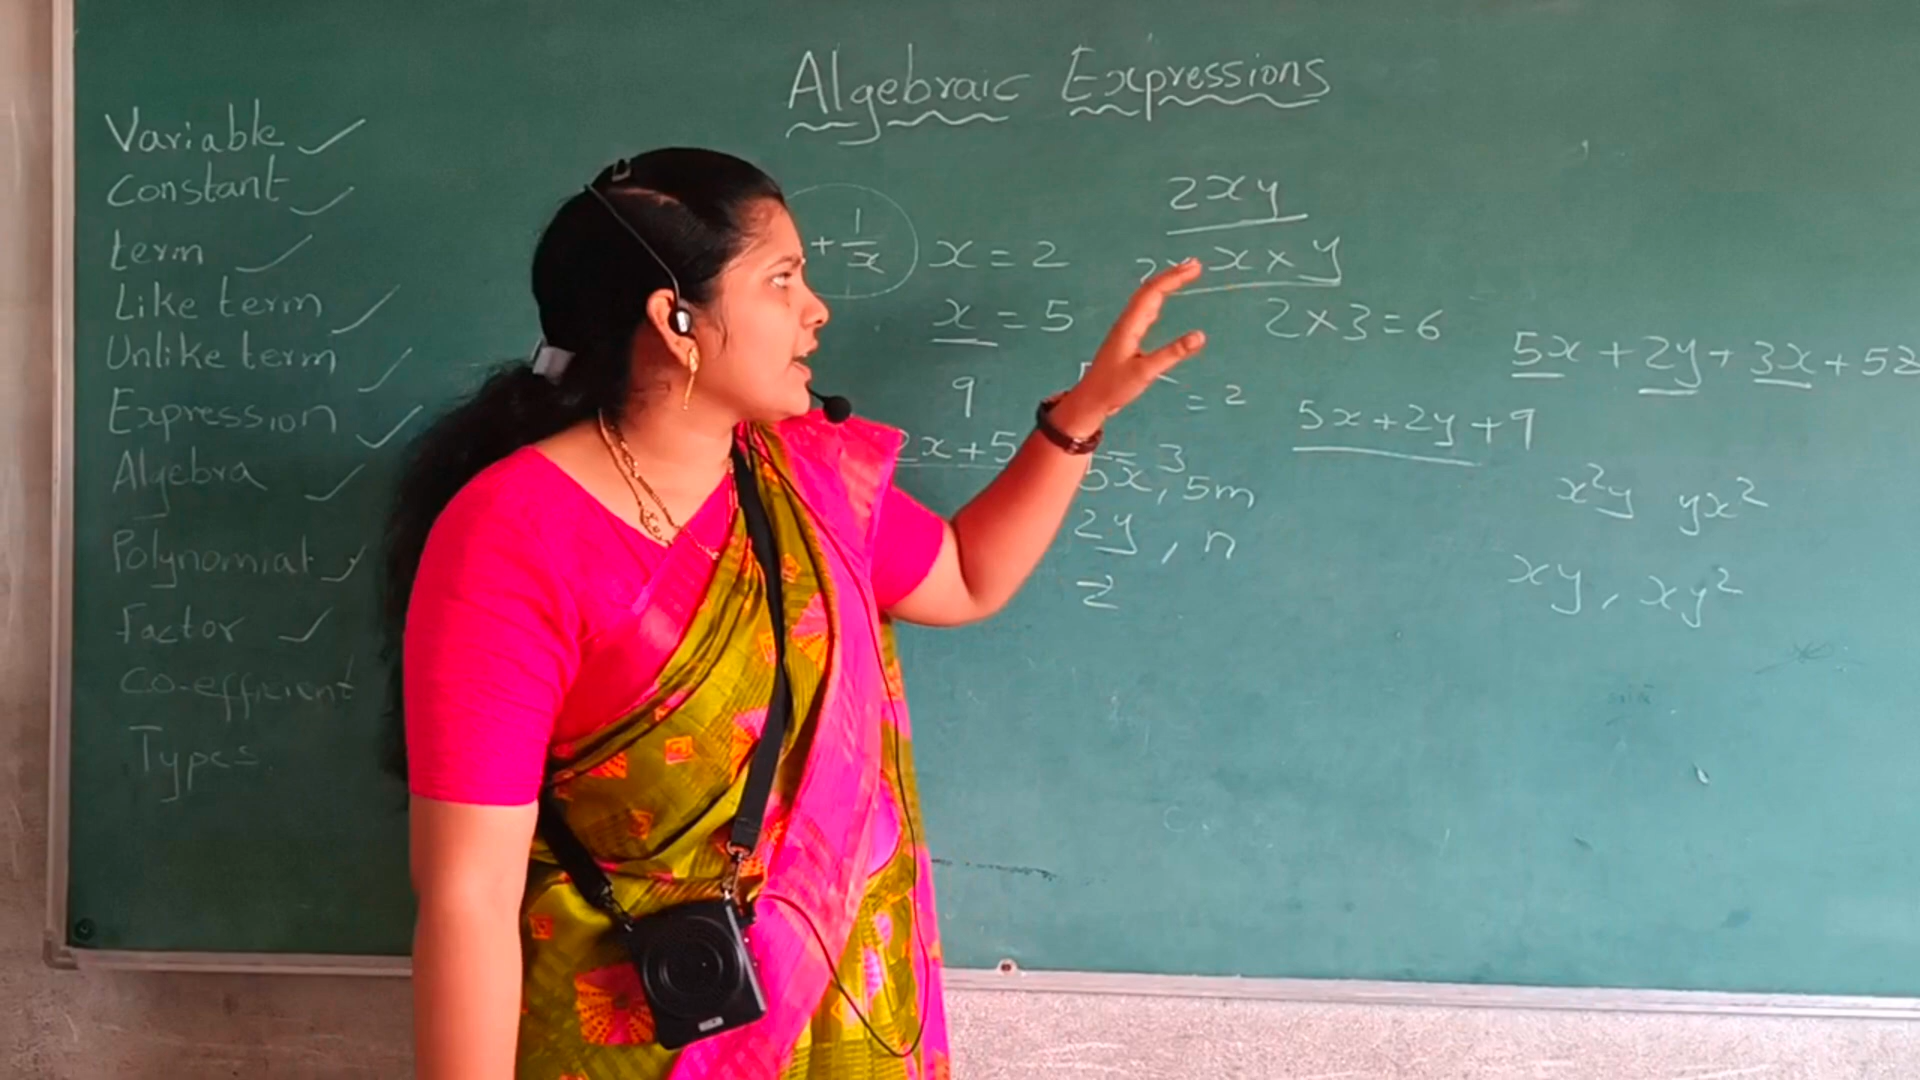 Algebraic Expressions
Variable ✓
Constant ✓
term ✓
Like term ✓
Unlike term ✓
Expression ✓
Algebra ✓
Polynomial ✓
Factor ✓
Co-efficient
Types
+ 1/x
x = 2
x = 5
9
2x+5
= 2
= 3
5x, 5m
2y, n
z
2xy
2 × x × y
2×3=6
5x+2y+9
5x + 2y + 3x + 5z
x²y yx²
xy, xy²